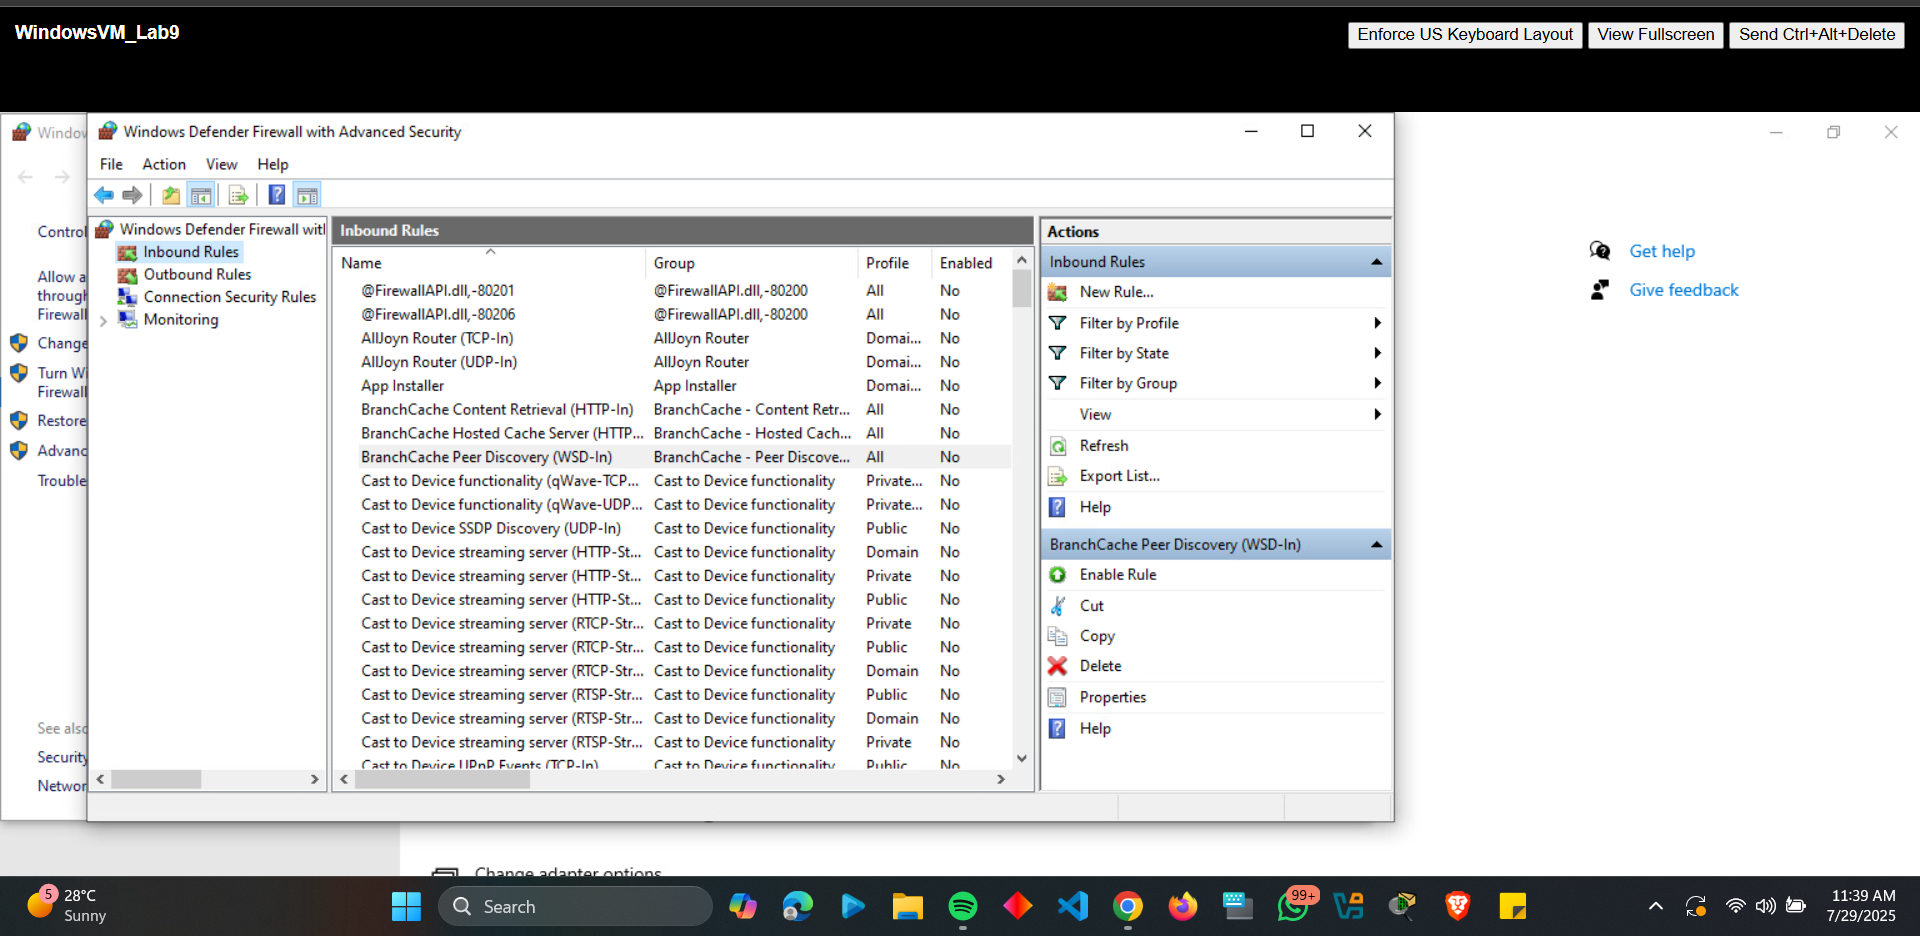 WindowsVM_Lab9
Enforce US Keyboard Layout
View Fullscreen
Send Ctrl+Alt+Delete
Windows Defender Firewall with Advanced Security
File Action View Help
Control
Allow a
through
Firewall
Change
Turn Wi
Firewall
Restore
Advanc
Trouble
See also
Security
Networ
Windows Defender Firewall with
Inbound Rules
Outbound Rules
Connection Security Rules
Monitoring
Inbound Rules
Name Group Profile Enabled
@FirewallAPI.dll,-80201 @FirewallAPI.dll,-80200 All No
@FirewallAPI.dll,-80206 @FirewallAPI.dll,-80200 All No
AllJoyn Router (TCP-In) AllJoyn Router Domai... No
AllJoyn Router (UDP-In) AllJoyn Router Domai... No
App Installer App Installer Domai... No
BranchCache Content Retrieval (HTTP-In) BranchCache - Content Retr... All No
BranchCache Hosted Cache Server (HTTP... BranchCache - Hosted Cach... All No
BranchCache Peer Discovery (WSD-In) BranchCache - Peer Discove... All No
Cast to Device functionality (qWave-TCP... Cast to Device functionality Private... No
Cast to Device functionality (qWave-UDP... Cast to Device functionality Private... No
Cast to Device SSDP Discovery (UDP-In) Cast to Device functionality Public No
Cast to Device streaming server (HTTP-St... Cast to Device functionality Domain No
Cast to Device streaming server (HTTP-St... Cast to Device functionality Private No
Cast to Device streaming server (HTTP-St... Cast to Device functionality Public No
Cast to Device streaming server (RTCP-Str... Cast to Device functionality Private No
Cast to Device streaming server (RTCP-Str... Cast to Device functionality Public No
Cast to Device streaming server (RTCP-Str... Cast to Device functionality Domain No
Cast to Device streaming server (RTSP-Str... Cast to Device functionality Public No
Cast to Device streaming server (RTSP-Str... Cast to Device functionality Domain No
Cast to Device streaming server (RTSP-Str... Cast to Device functionality Private No
Cast to Device UPnP Events (TCP-In) Cast to Device functionality Public No
Actions
Inbound Rules
New Rule...
Filter by Profile
Filter by State
Filter by Group
View
Refresh
Export List...
Help
BranchCache Peer Discovery (WSD-In)
Enable Rule
Cut
Copy
Delete
Properties
Help
Get help
Give feedback
Change adapter options
5
28°C
Sunny
Search
99+
11:39 AM
7/29/2025